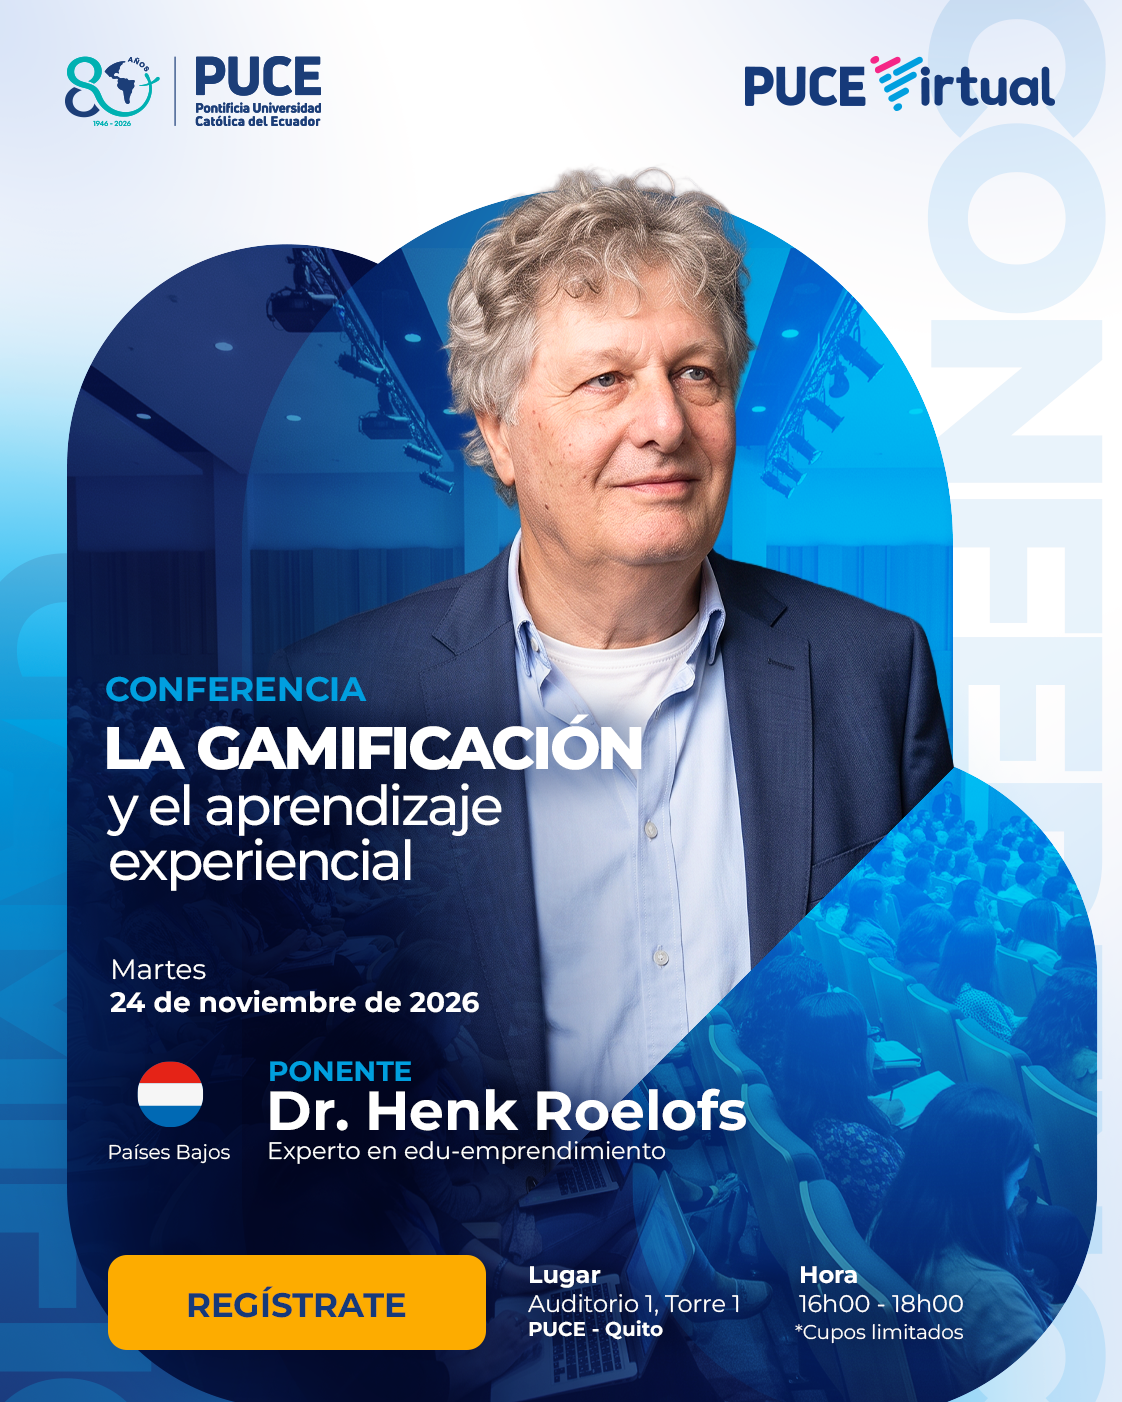 80 AÑOS
1946 - 2026
PUCE
Pontificia Universidad
Católica del Ecuador
PUCE Virtual
CONFERENCIA
LA GAMIFICACIÓN
y el aprendizaje
experiencial
Martes
24 de noviembre de 2026
Países Bajos
PONENTE
Dr. Henk Roelofs
Experto en edu-emprendimiento
REGÍSTRATE
Lugar
Auditorio 1, Torre 1
PUCE - Quito
Hora
16h00 - 18h00
*Cupos limitados